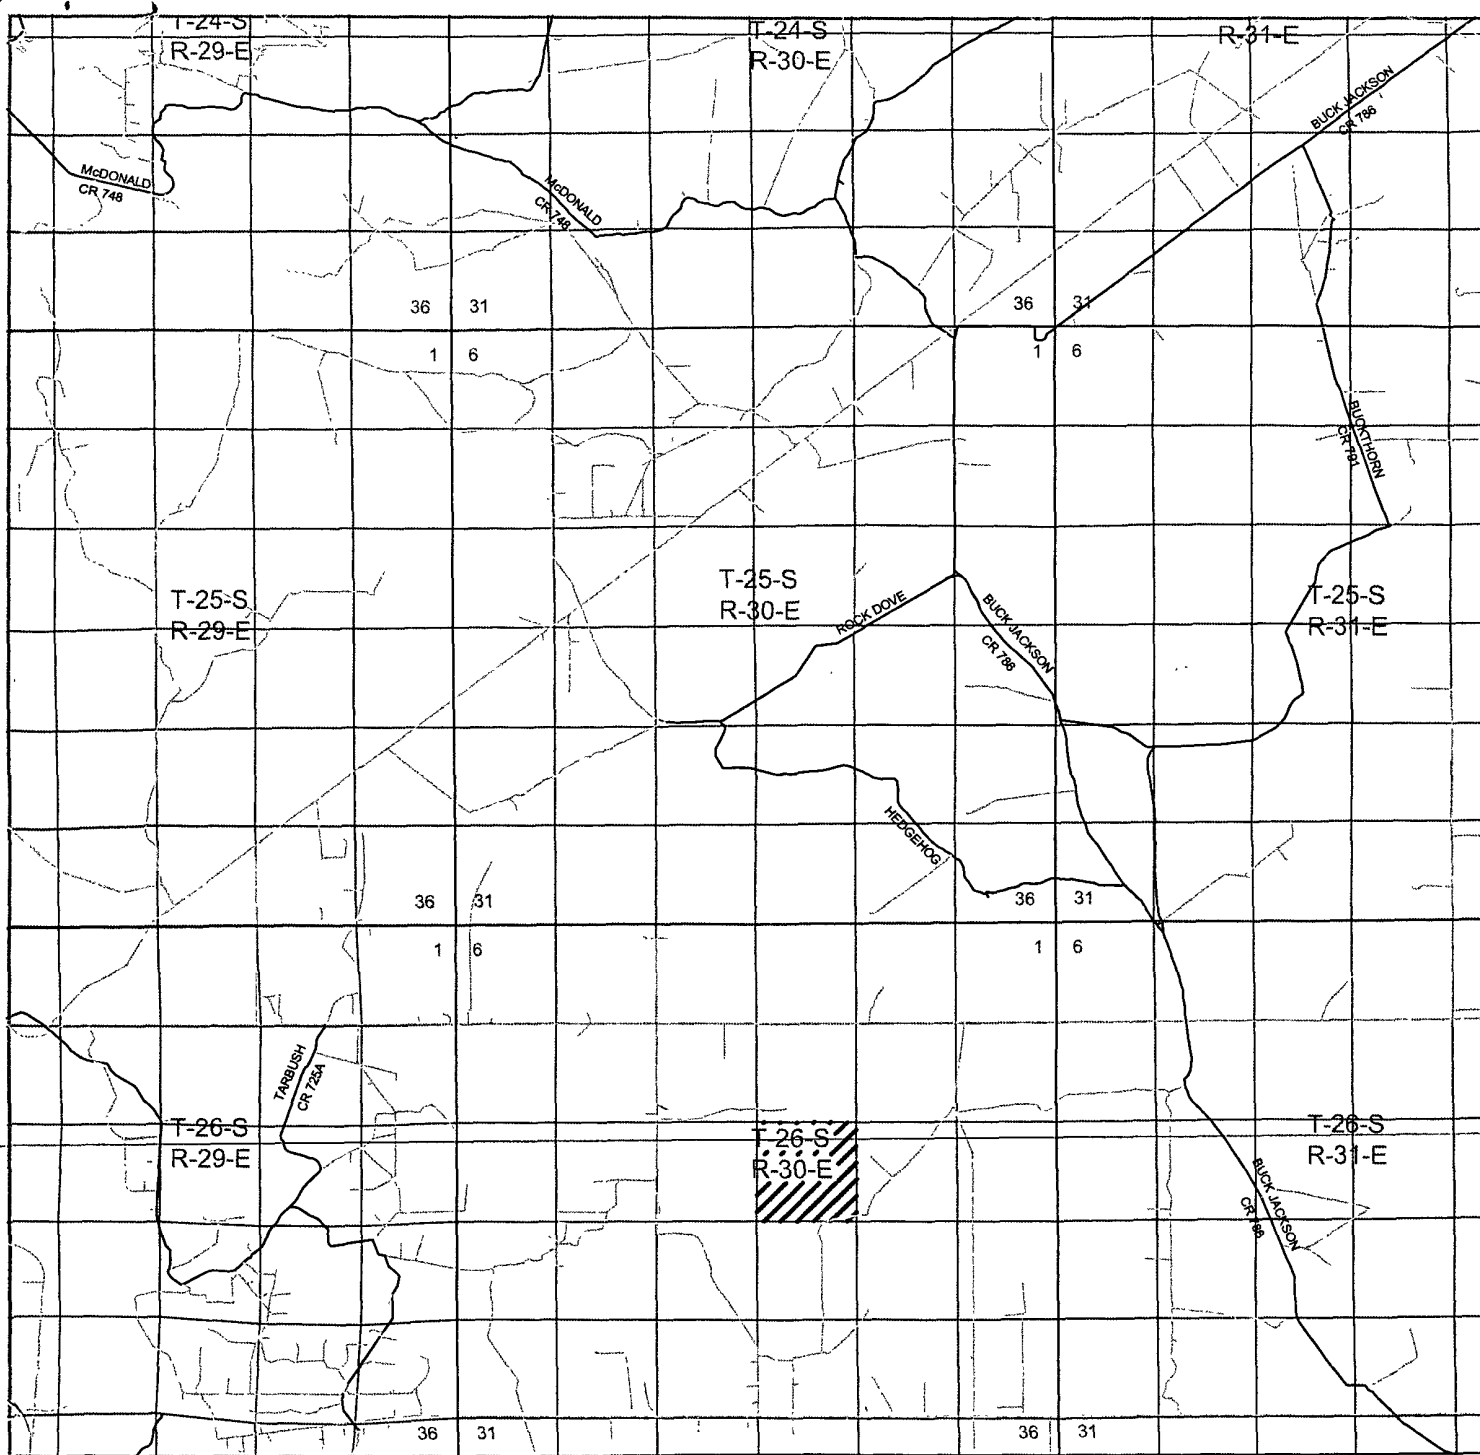 T-24-S
R-29-E
T-24-S
R-30-E
R-31-E
BUCK JACKSON
CR 786
McDONALD
CR 748
McDONALD
CR 748
36 31
36 31
1 6
1 6
BUCKTHORN
CR 791
T-25-S
R-29-E
T-25-S
R-30-E
ROCK DOVE
BUCK JACKSON
CR 786
T-25-S
R-31-E
HEDGEHOG
36 31
36 31
1 6
1 6
TARBUSH
CR 725A
T-26-S
R-29-E
T-26-S
R-30-E
T-26-S
R-31-E
BUCK JACKSON
CR 786
36 31
36 31